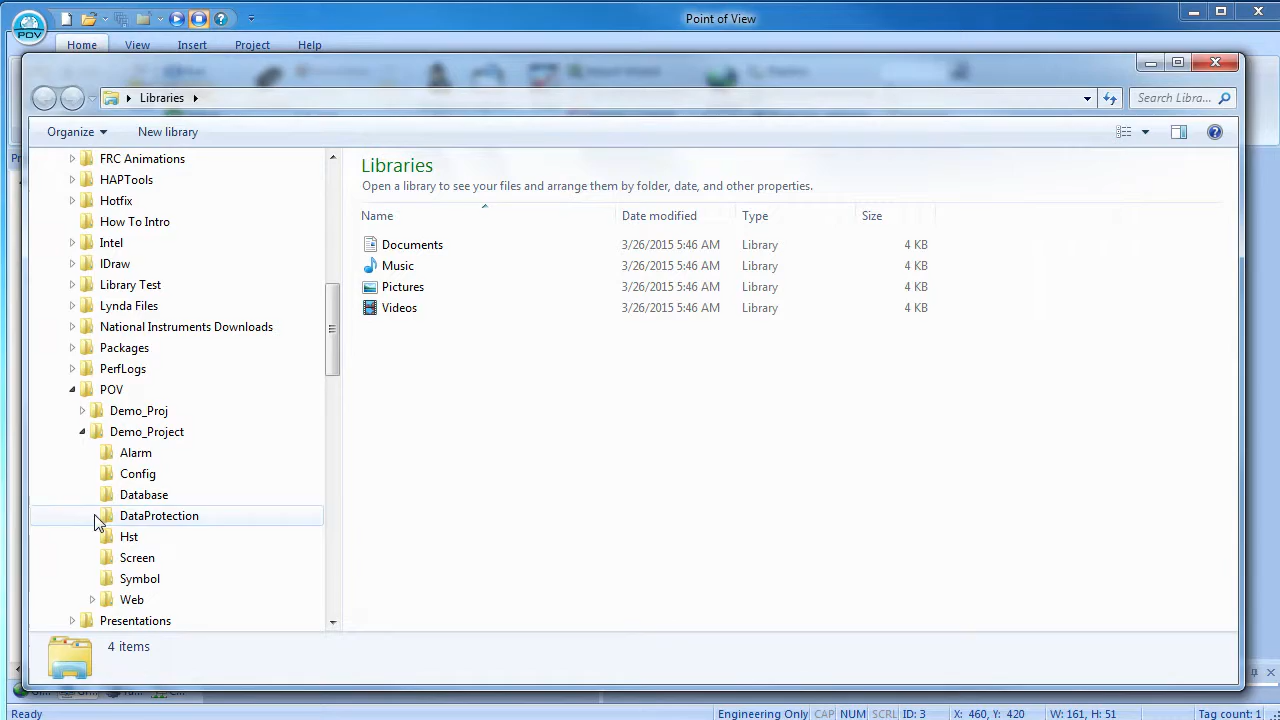 POV
Point of View
Home View Insert Project Help
Libraries
Search Libra...
Organize New library
FRC Animations
HAPTools
Hotfix
How To Intro
Intel
IDraw
Library Test
Lynda Files
National Instruments Downloads
Packages
PerfLogs
POV
Demo_Proj
Demo_Project
Alarm
Config
Database
DataProtection
Hst
Screen
Symbol
Web
Presentations
Libraries
Open a library to see your files and arrange them by folder, date, and other properties.
Name Date modified Type Size
Documents 3/26/2015 5:46 AM Library 4 KB
Music 3/26/2015 5:46 AM Library 4 KB
Pictures 3/26/2015 5:46 AM Library 4 KB
Videos 3/26/2015 5:46 AM Library 4 KB
4 items
Ready Engineering Only CAP NUM SCRL ID: 3 X: 460, Y: 420 W: 161, H: 51 Tag count: 1